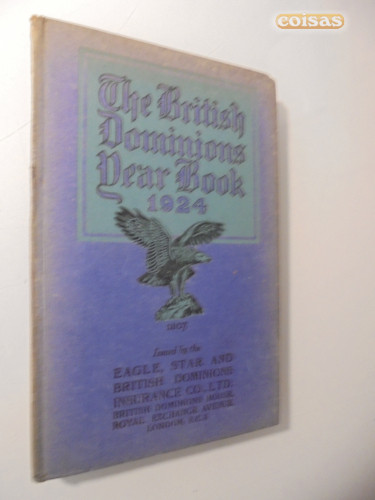 coisas
The British
Dominions
Year Book
1924
Issued by the
EAGLE, STAR AND
BRITISH DOMINIONS
INSURANCE CO., LTD.
BRITISH DOMINIONS HOUSE,
ROYAL EXCHANGE AVENUE,
LONDON, E.C.3